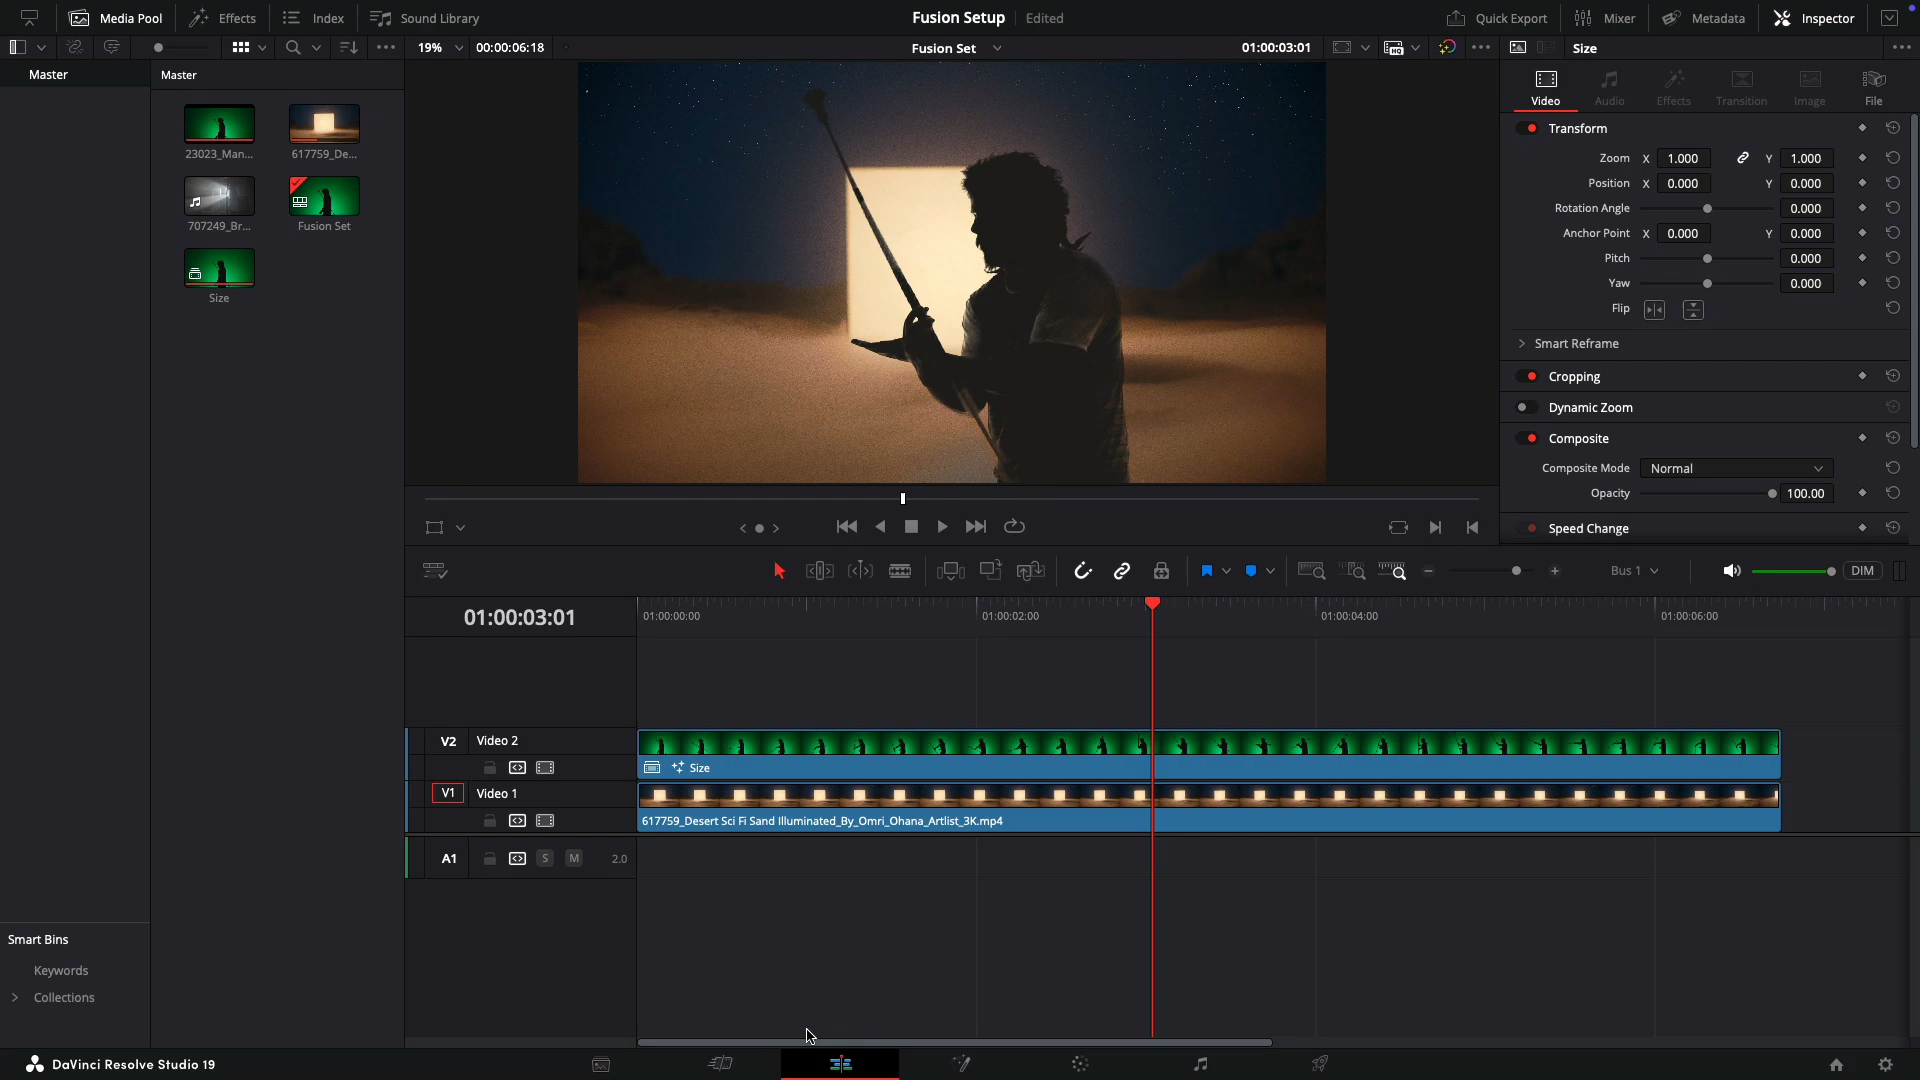 Media Pool
Effects
Index
Sound Library
Fusion Setup
Edited
Quick Export
Mixer
Metadata
Inspector
19%
00:00:06:18
Fusion Set
01:00:03:01
Size
Master
Master
23023_Man...
617759_De...
707249_Br...
Fusion Set
Size
Video
Audio
Effects
Transition
Image
File
Transform
Zoom X 1.000 Y 1.000
Position X 0.000 Y 0.000
Rotation Angle 0.000
Anchor Point X 0.000 Y 0.000
Pitch 0.000
Yaw 0.000
Flip
Smart Reframe
Cropping
Dynamic Zoom
Composite
Composite Mode Normal
Opacity 100.00
Speed Change
Bus 1
DIM
01:00:03:01
01:00:00:00
01:00:02:00
01:00:04:00
01:00:06:00
V2 Video 2
Size
V1 Video 1
617759_Desert Sci Fi Sand Illuminated_By_Omri_Ohana_Artlist_3K.mp4
A1 S M 2.0
Smart Bins
Keywords
Collections
DaVinci Resolve Studio 19